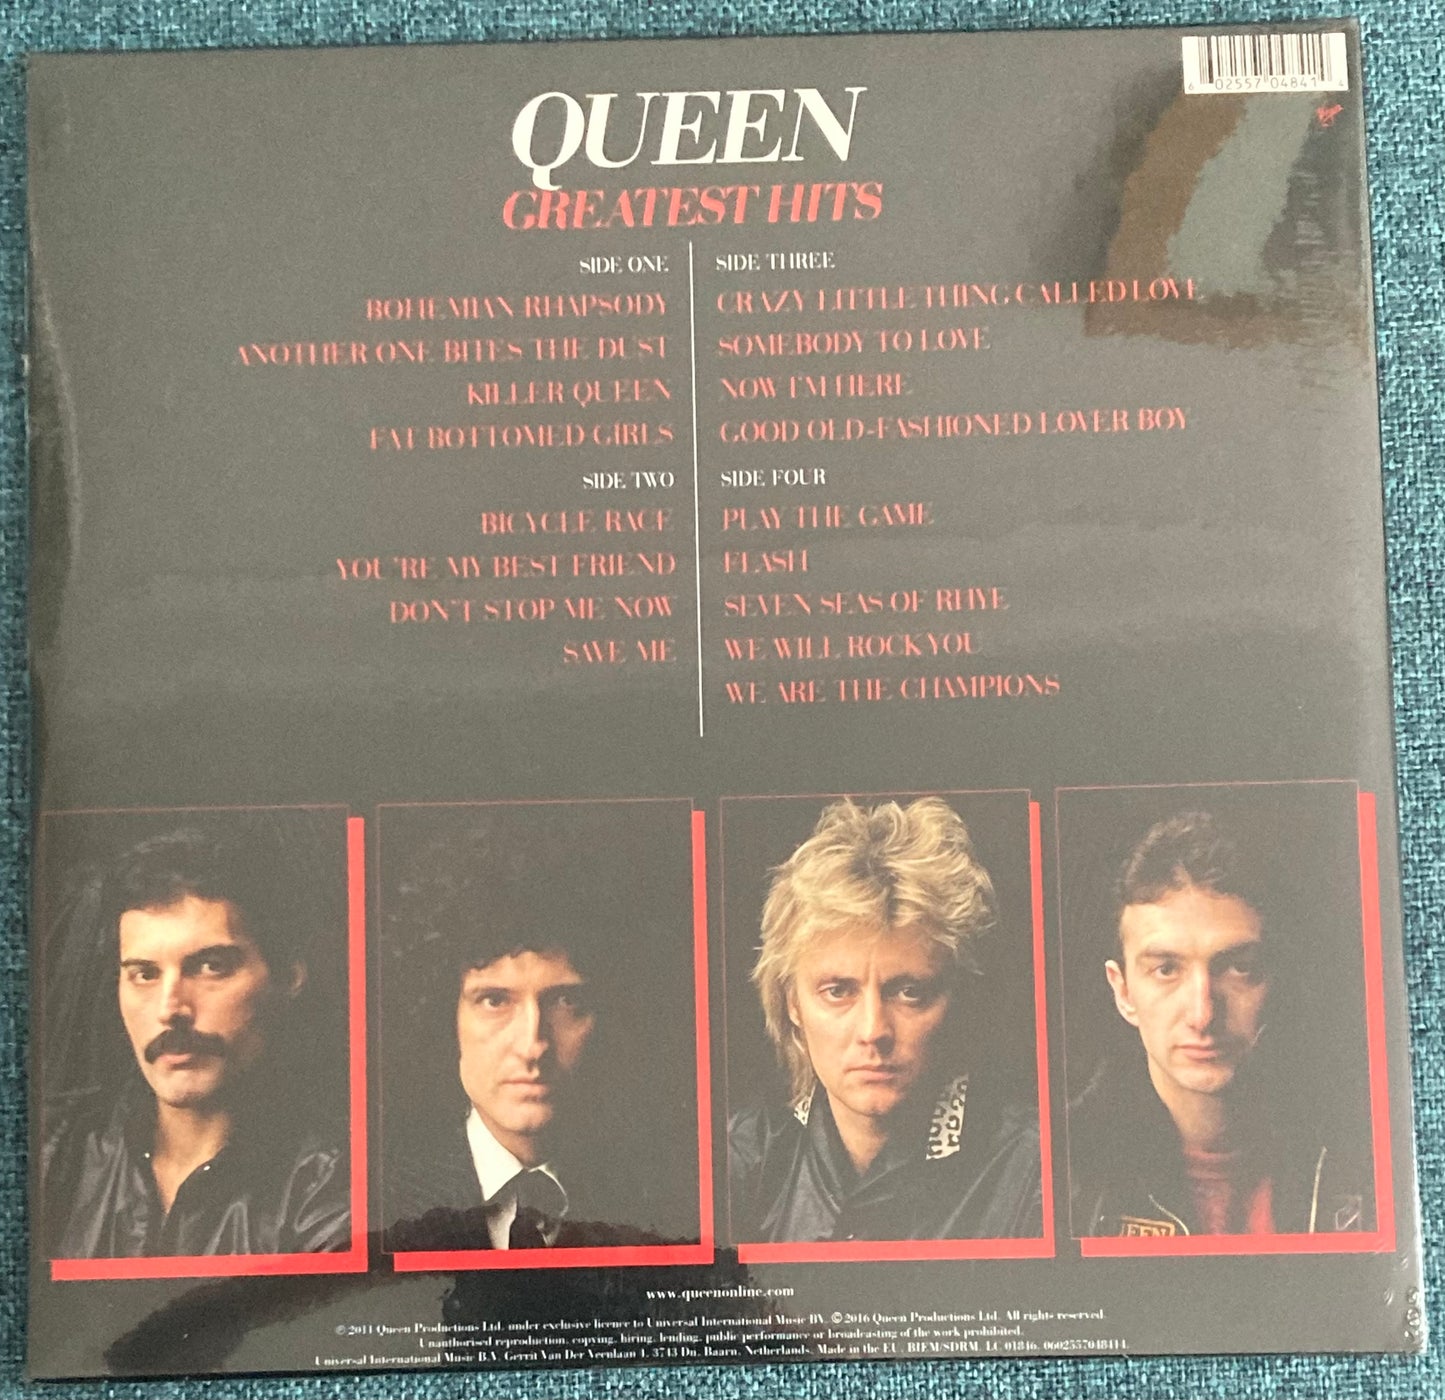 6 02557 04841 4
Virgin
QUEEN
GREATEST HITS
SIDE ONE
BOHEMIAN RHAPSODY
ANOTHER ONE BITES THE DUST
KILLER QUEEN
FAT BOTTOMED GIRLS
SIDE TWO
BICYCLE RACE
YOU'RE MY BEST FRIEND
DON'T STOP ME NOW
SAVE ME
SIDE THREE
CRAZY LITTLE THING CALLED LOVE
SOMEBODY TO LOVE
NOW I'M HERE
GOOD OLD-FASHIONED LOVER BOY
SIDE FOUR
PLAY THE GAME
FLASH
SEVEN SEAS OF RHYE
WE WILL ROCK YOU
WE ARE THE CHAMPIONS
www.queenonline.com
℗2011 Queen Productions Ltd. under exclusive licence to Universal International Music BV. ©2016 Queen Productions Ltd. All rights reserved.
Unauthorised reproduction, copying, hiring, lending, public performance or broadcasting of the work prohibited.
Universal International Music B.V. Gerrit Van Der Veenlaan 4, 3743 Dn, Baarn, Netherlands. Made in the EU. BIEM/SDRM. LC 01846. 0602557048414.